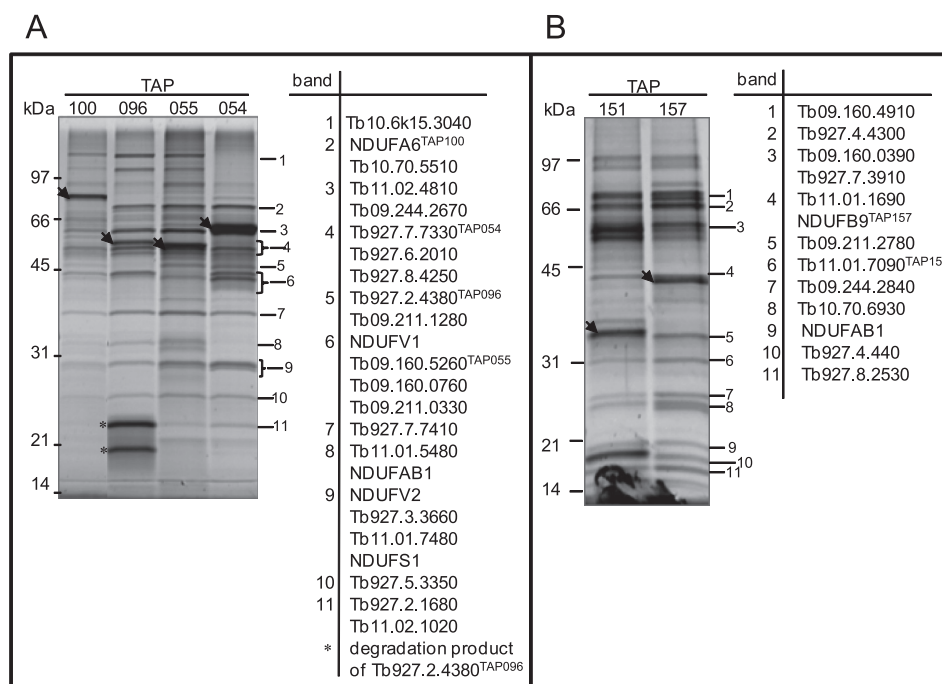 A
B
TAP
kDa
100 096 055 054
97
66
45
31
21
14
1
2
3
4
5
6
7
8
9
10
11
*
*
band
1 Tb10.6k15.3040
2 NDUFA6TAP100
Tb10.70.5510
3 Tb11.02.4810
Tb09.244.2670
4 Tb927.7.7330TAP054
Tb927.6.2010
Tb927.8.4250
5 Tb927.2.4380TAP096
Tb09.211.1280
6 NDUFV1
Tb09.160.5260TAP055
Tb09.160.0760
Tb09.211.0330
7 Tb927.7.7410
8 Tb11.01.5480
NDUFAB1
9 NDUFV2
Tb927.3.3660
Tb11.01.7480
NDUFS1
10 Tb927.5.3350
11 Tb927.2.1680
Tb11.02.1020
* degradation product
of Tb927.2.4380TAP096
TAP
kDa
151 157
97
66
45
31
21
14
1
2
3
4
5
6
7
8
9
10
11
band
1 Tb09.160.4910
2 Tb927.4.4300
3 Tb09.160.0390
Tb927.7.3910
4 Tb11.01.1690
NDUFB9TAP157
5 Tb09.211.2780
6 Tb11.01.7090TAP15
7 Tb09.244.2840
8 Tb10.70.6930
9 NDUFAB1
10 Tb927.4.440
11 Tb927.8.2530